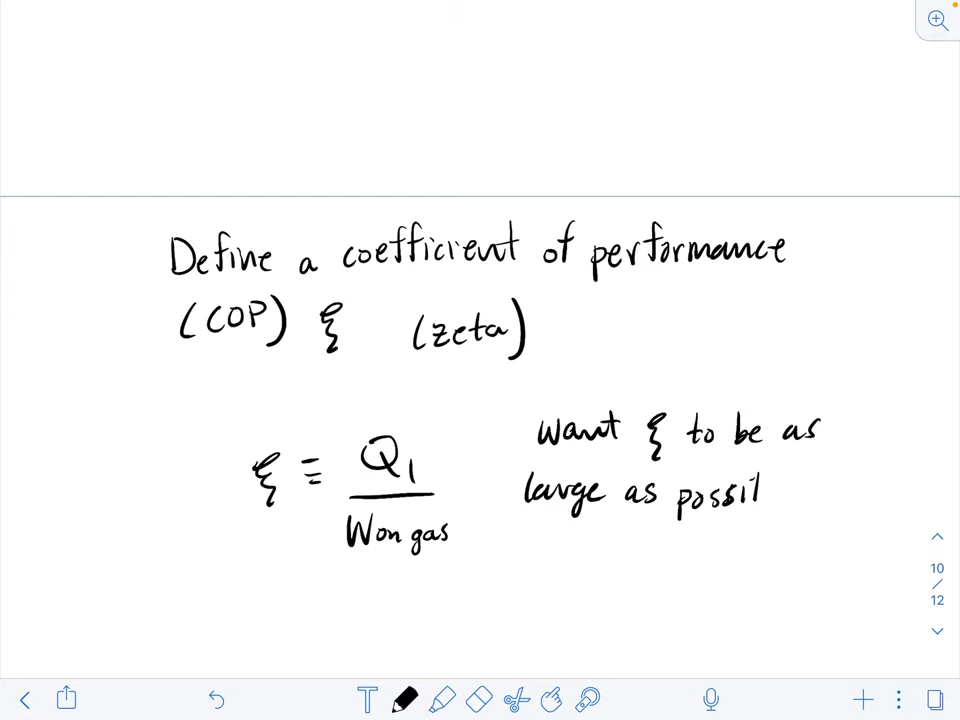 Define a coefficient of performance
(COP) ξ (zeta)
ξ ≡ Q₁ / W on gas
want ξ to be as
large as possil
10
/
12
T